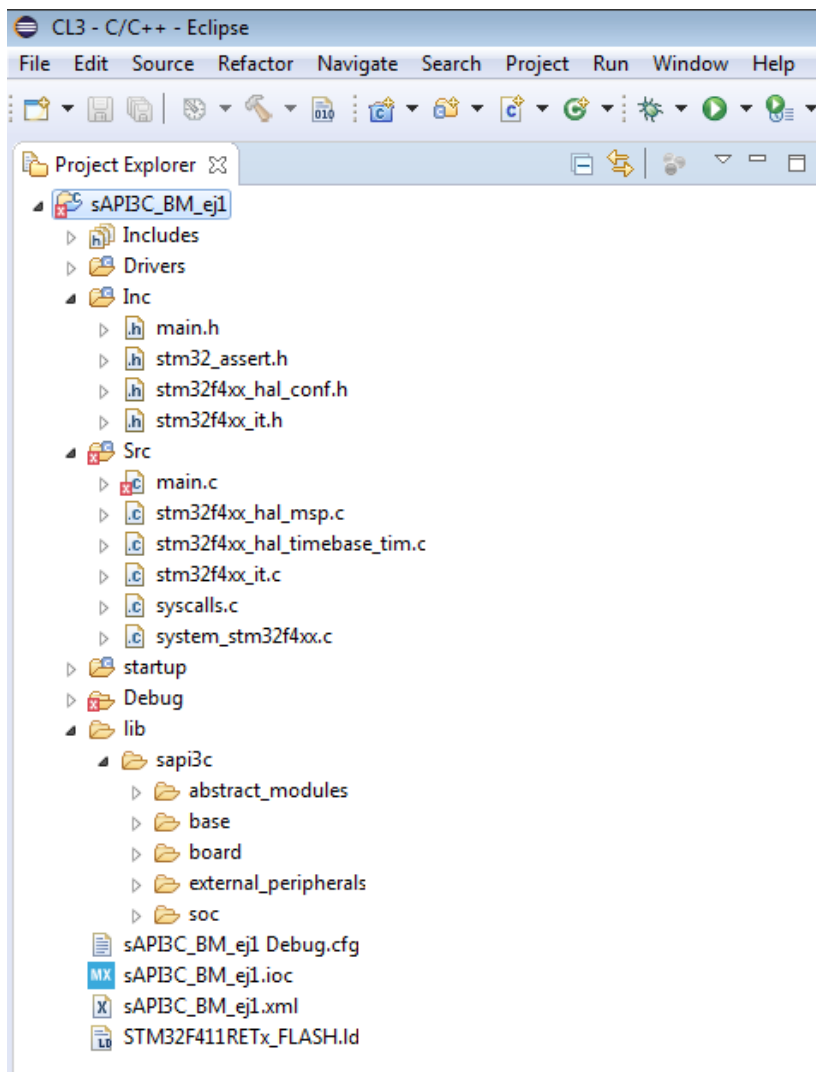 CL3 - C/C++ - Eclipse
File Edit Source Refactor Navigate Search Project Run Window Help
010
Project Explorer
sAPI3C_BM_ej1
Includes
Drivers
Inc
main.h
stm32_assert.h
stm32f4xx_hal_conf.h
stm32f4xx_it.h
Src
main.c
stm32f4xx_hal_msp.c
stm32f4xx_hal_timebase_tim.c
stm32f4xx_it.c
syscalls.c
system_stm32f4xx.c
startup
Debug
lib
sapi3c
abstract_modules
base
board
external_peripherals
soc
sAPI3C_BM_ej1 Debug.cfg
MX sAPI3C_BM_ej1.ioc
sAPI3C_BM_ej1.xml
STM32F411RETx_FLASH.ld